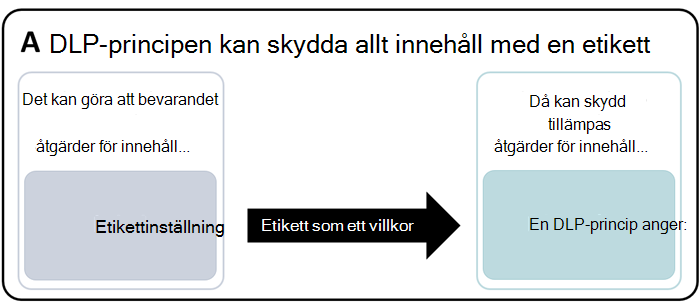 A DLP-principen kan skydda allt innehåll med en etikett
Det kan göra att bevarandet
åtgärder för innehåll...
Etikettinställning
Etikett som ett villkor
Då kan skydd
tillämpas
åtgärder för innehåll...
En DLP-princip anger: